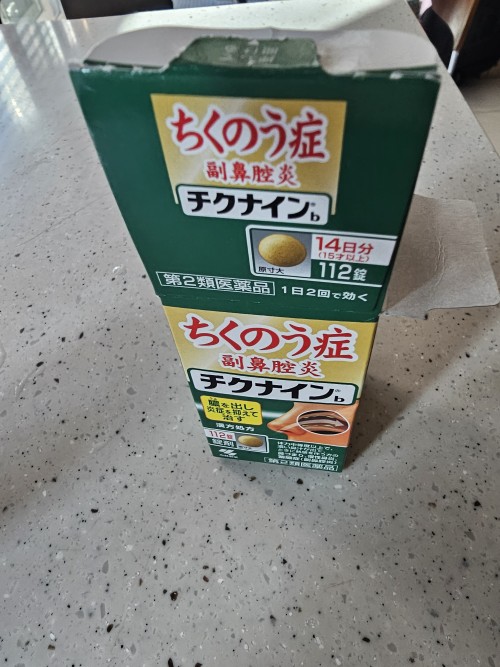 ちくのう症
副鼻腔炎
チクナイン®b
14日分
(15才以上)
原寸大
112錠
第2類医薬品 1日2回で効く
ちくのう症
副鼻腔炎
チクナイン®b
膿を出し
炎症を抑えて
治す
漢方処方
112錠
錠剤
第2類医薬品